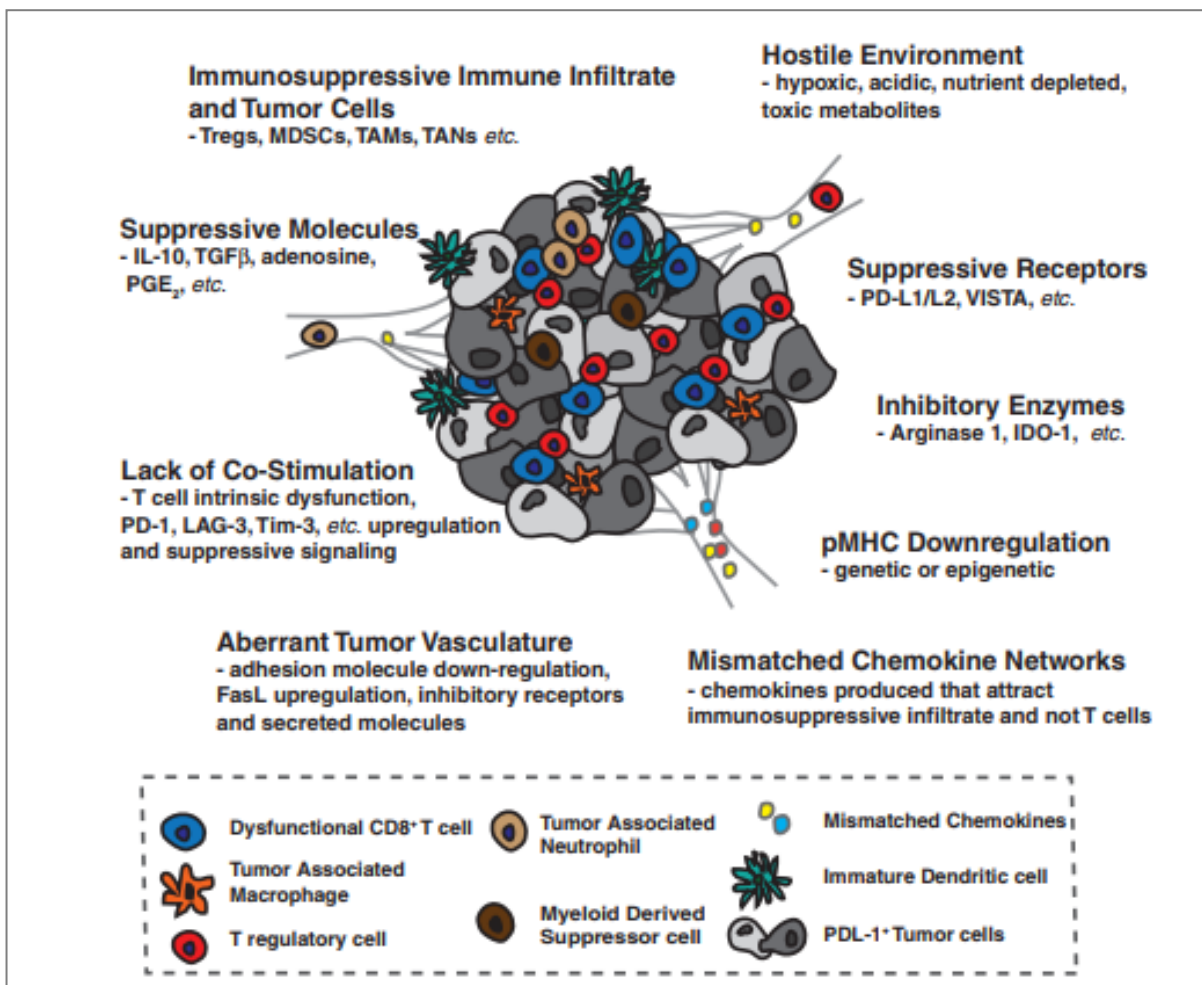 Immunosuppressive Immune Infiltrate
and Tumor Cells
- Tregs, MDSCs, TAMs, TANs etc.
Hostile Environment
- hypoxic, acidic, nutrient depleted,
toxic metabolites
Suppressive Molecules
- IL-10, TGFβ, adenosine,
PGE₂, etc.
Suppressive Receptors
- PD-L1/L2, VISTA, etc.
Inhibitory Enzymes
- Arginase 1, IDO-1, etc.
Lack of Co-Stimulation
- T cell intrinsic dysfunction,
PD-1, LAG-3, Tim-3, etc. upregulation
and suppressive signaling
pMHC Downregulation
- genetic or epigenetic
Aberrant Tumor Vasculature
- adhesion molecule down-regulation,
FasL upregulation, inhibitory receptors
and secreted molecules
Mismatched Chemokine Networks
- chemokines produced that attract
immunosuppressive infiltrate and not T cells
Dysfunctional CD8⁺ T cell
Tumor Associated
Macrophage
T regulatory cell
Tumor Associated
Neutrophil
Myeloid Derived
Suppressor cell
Mismatched Chemokines
Immature Dendritic cell
PDL-1⁺ Tumor cells